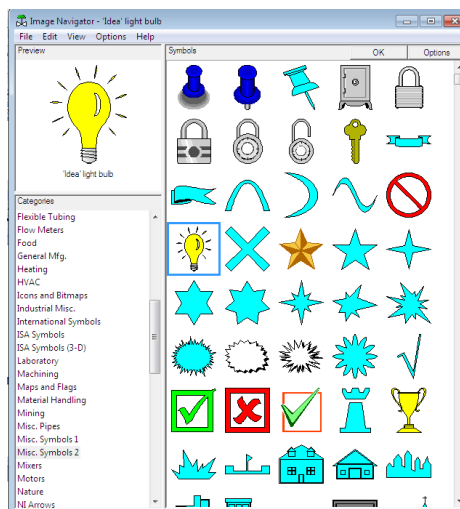 Image Navigator - 'Idea' light bulb
File Edit View Options Help
Preview
Symbols
OK
Options
'Idea' light bulb
Categories
Flexible Tubing
Flow Meters
Food
General Mfg.
Heating
HVAC
Icons and Bitmaps
Industrial Misc.
International Symbols
ISA Symbols
ISA Symbols (3-D)
Laboratory
Machining
Maps and Flags
Material Handling
Mining
Misc. Pipes
Misc. Symbols 1
Misc. Symbols 2
Mixers
Motors
Nature
NI Arrows